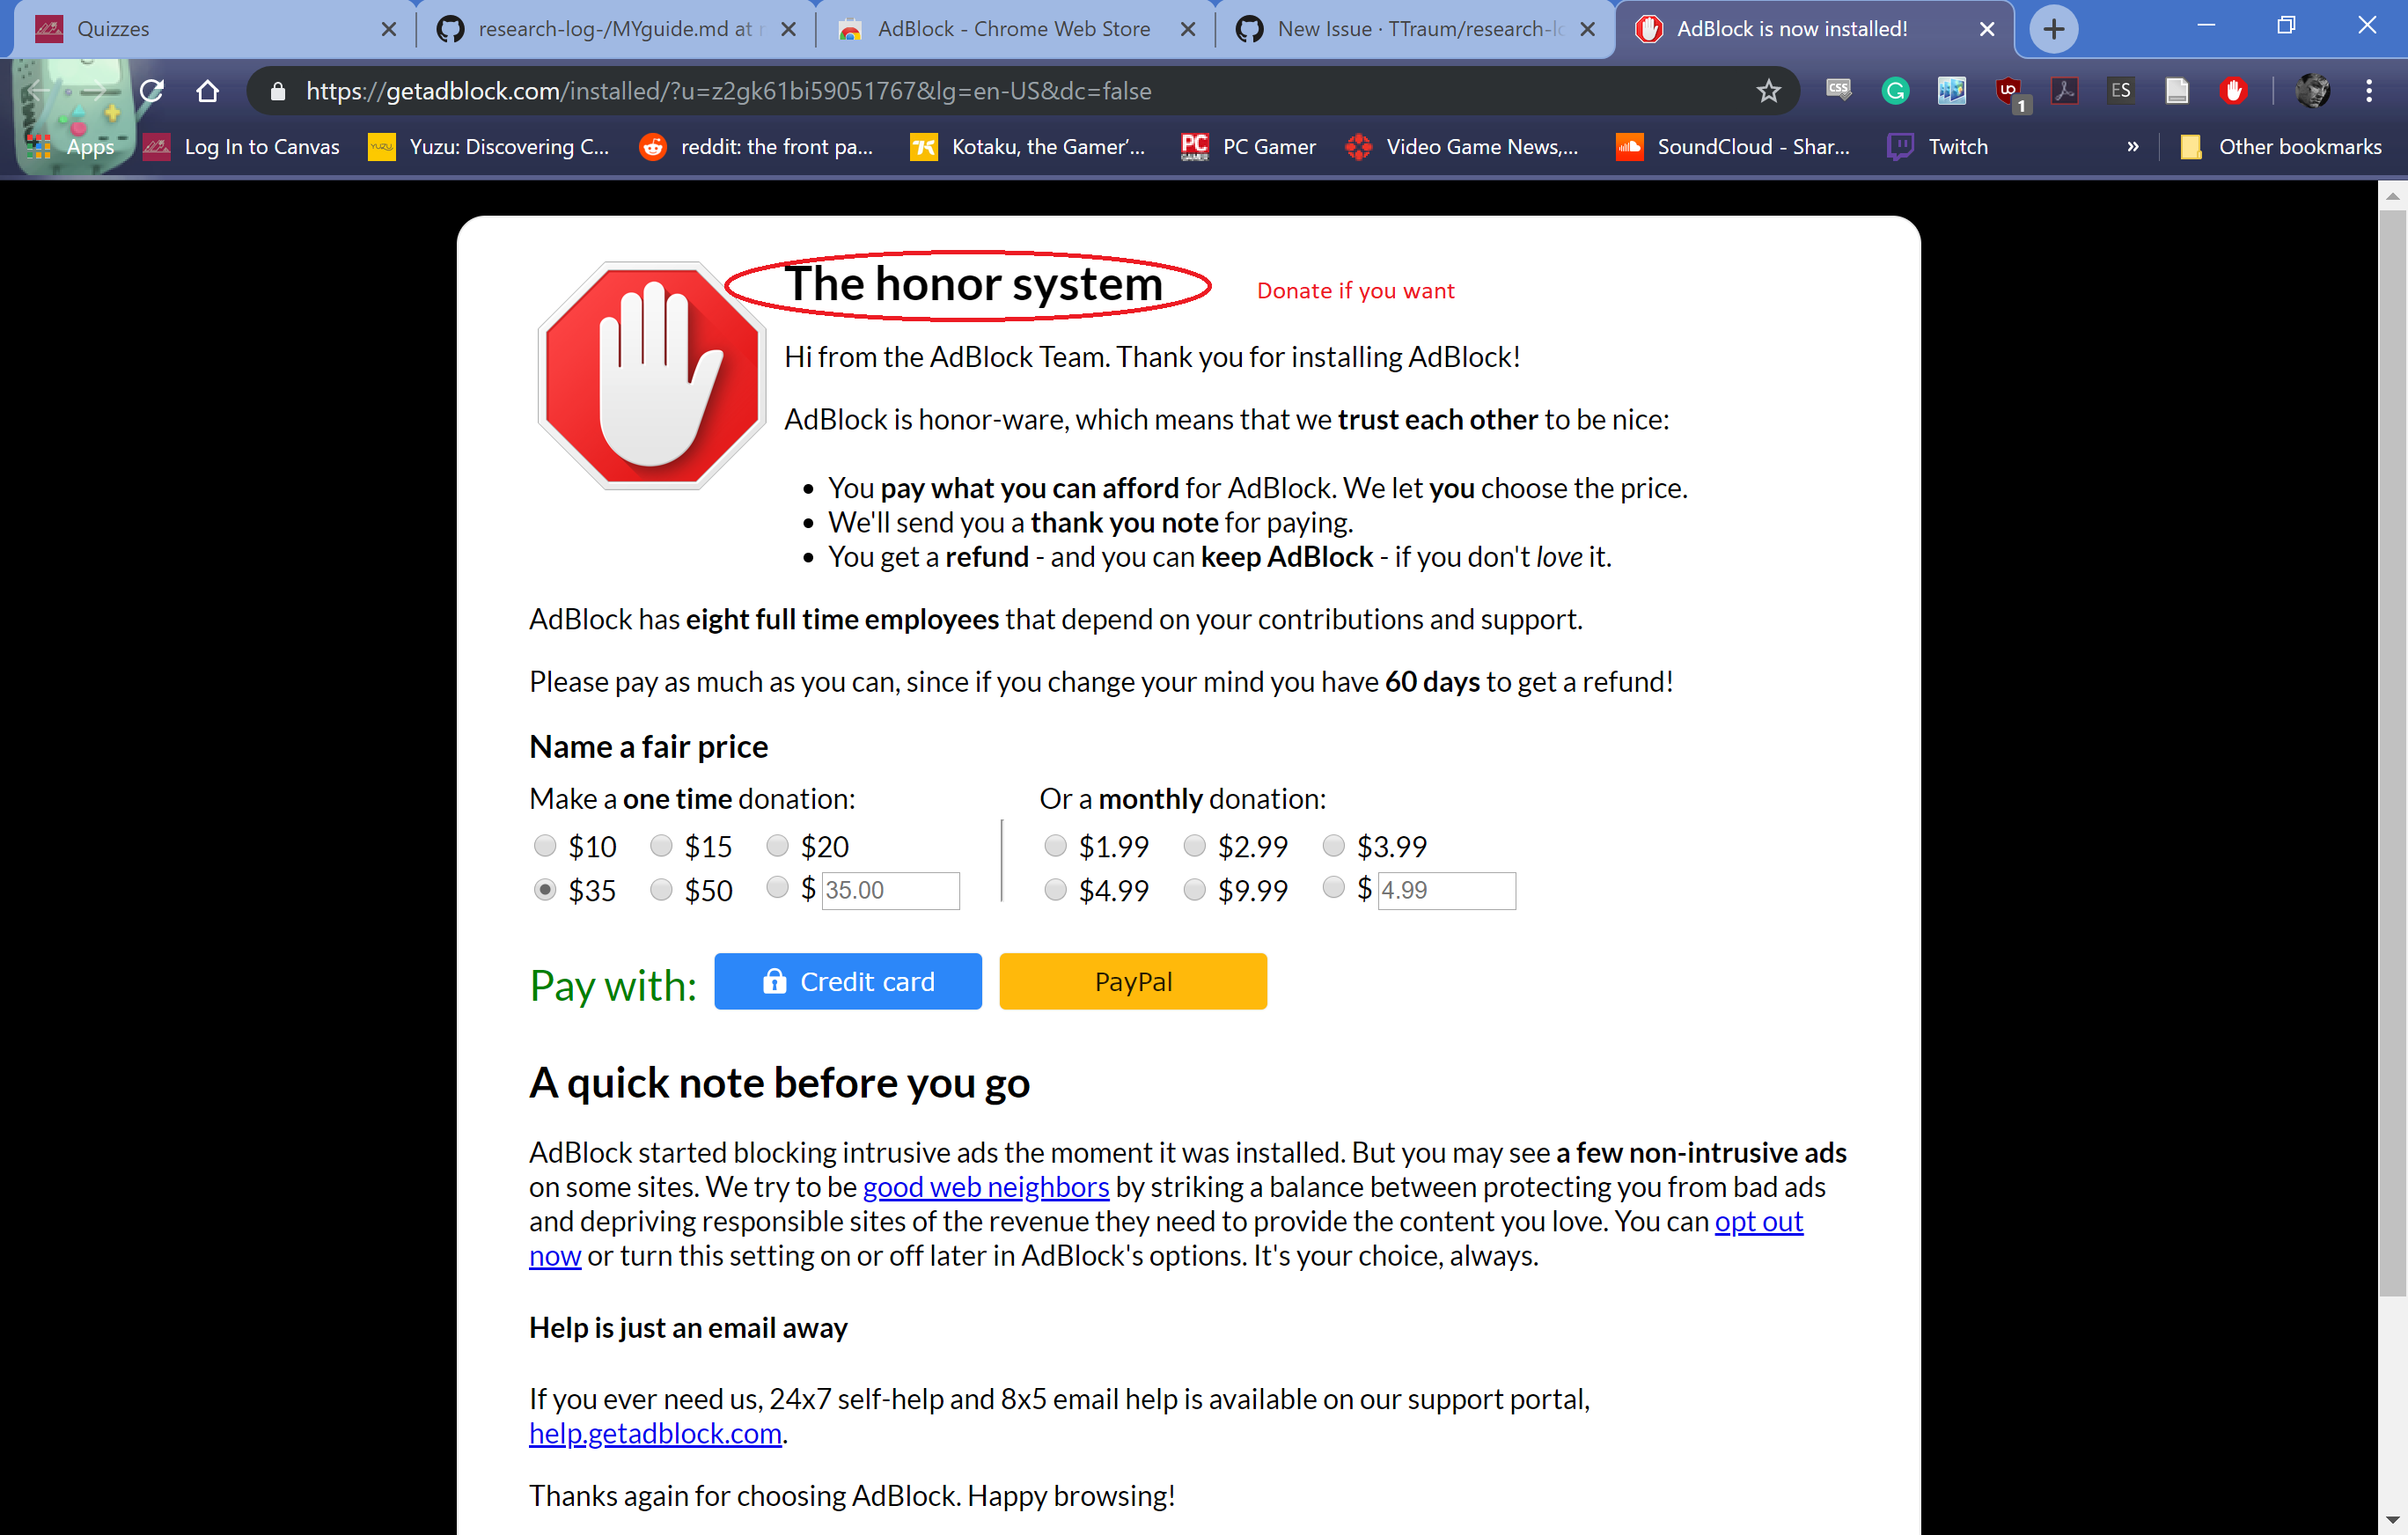 Quizzes
research-log-/MYguide.md at
AdBlock - Chrome Web Store
New Issue · TTraum/research-lo
AdBlock is now installed!
https://getadblock.com/installed/?u=z2gk61bi59051767&lg=en-US&dc=false
CSS
UD
1
ES
Apps
Log In to Canvas
YUZU
Yuzu: Discovering C...
reddit: the front pa...
Kotaku, the Gamer’...
PC GAMER
PC Gamer
Video Game News,...
SoundCloud - Shar...
Twitch
»
Other bookmarks
The honor system
Donate if you want
Hi from the AdBlock Team. Thank you for installing AdBlock!
AdBlock is honor-ware, which means that we trust each other to be nice:
• You pay what you can afford for AdBlock. We let you choose the price.
• We'll send you a thank you note for paying.
• You get a refund - and you can keep AdBlock - if you don't love it.
AdBlock has eight full time employees that depend on your contributions and support.
Please pay as much as you can, since if you change your mind you have 60 days to get a refund!
Name a fair price
Make a one time donation:
$10 $15 $20
$35 $50 $ 35.00
Or a monthly donation:
$1.99 $2.99 $3.99
$4.99 $9.99 $ 4.99
Pay with: Credit card PayPal
A quick note before you go
AdBlock started blocking intrusive ads the moment it was installed. But you may see a few non-intrusive ads
on some sites. We try to be good web neighbors by striking a balance between protecting you from bad ads
and depriving responsible sites of the revenue they need to provide the content you love. You can opt out
now or turn this setting on or off later in AdBlock's options. It's your choice, always.
Help is just an email away
If you ever need us, 24x7 self-help and 8x5 email help is available on our support portal,
help.getadblock.com.
Thanks again for choosing AdBlock. Happy browsing!